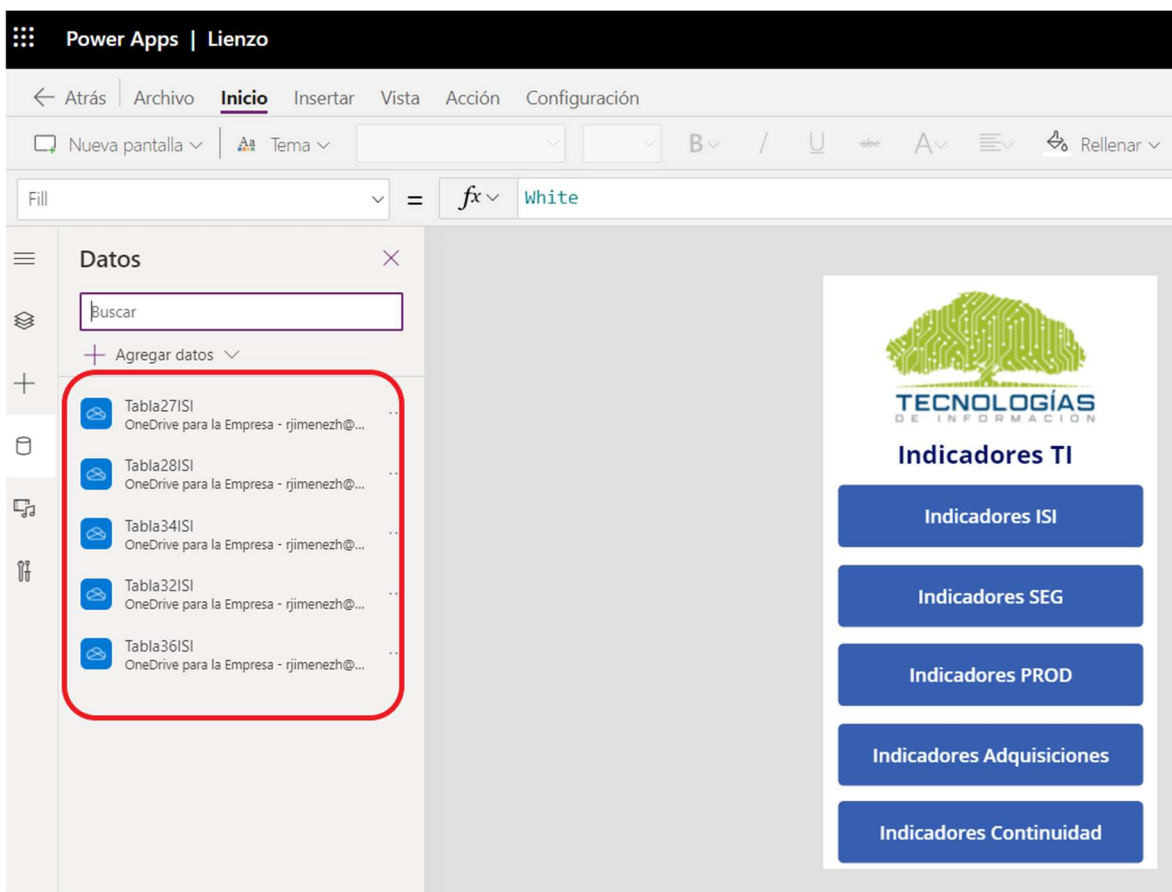 Power Apps | Lienzo
Atrás Archivo Inicio Insertar Vista Acción Configuración
Nueva pantalla Aa Tema B / U abc A Rellenar
Fill = fx White
Datos
Buscar
Agregar datos
Tabla27ISI
OneDrive para la Empresa - rjimenezh@...
Tabla28ISI
OneDrive para la Empresa - rjimenezh@...
Tabla34ISI
OneDrive para la Empresa - rjimenezh@...
Tabla32ISI
OneDrive para la Empresa - rjimenezh@...
Tabla36ISI
OneDrive para la Empresa - rjimenezh@...
TECNOLOGÍAS
DE INFORMACIÓN
Indicadores TI
Indicadores ISI
Indicadores SEG
Indicadores PROD
Indicadores Adquisiciones
Indicadores Continuidad